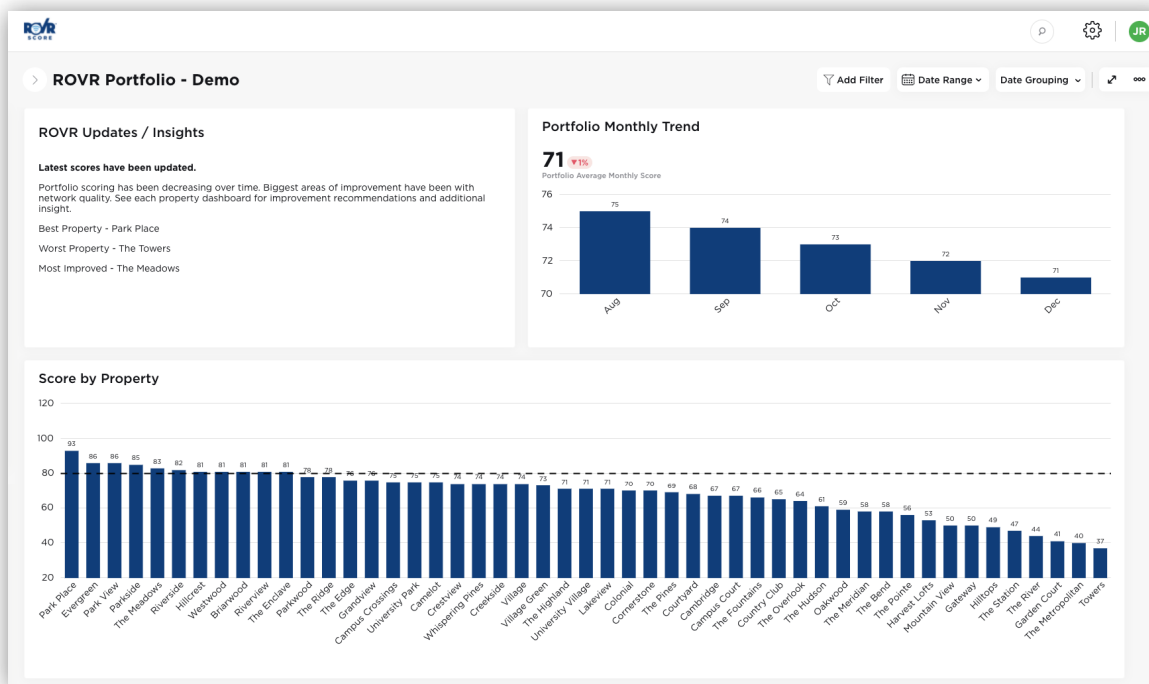 ROVR
SCORE
JR
ROVR Portfolio - Demo
Add Filter
Date Range
Date Grouping
ROVR Updates / Insights
Latest scores have been updated.
Portfolio scoring has been decreasing over time. Biggest areas of improvement have been with
network quality. See each property dashboard for improvement recommendations and additional
insight.
Best Property - Park Place
Worst Property - The Towers
Most Improved - The Meadows
Portfolio Monthly Trend
71 ▼1%
Portfolio Average Monthly Score
76
74
72
70
75
74
73
72
71
Aug
Sep
Oct
Nov
Dec
Score by Property
120
100
80
60
40
20
93
86
86
85
83
82
81
81
81
81
81
78
78
76
76
75
75
75
74
74
74
74
73
71
71
71
70
70
69
68
67
67
66
65
64
61
59
58
58
56
53
50
50
49
47
44
41
40
37
Park Place
Evergreen
Park View
Parkside
The Meadows
Riverside
Hillcrest
Westwood
Briarwood
Riverview
The Enclave
Parkwood
The Ridge
The Edge
Grandview
Campus Crossings
University Park
Camelot
Crestview
Whispering Pines
Creekside
Village
Village Green
The Highland
University Village
Lakeview
Colonial
Cornerstone
The Pines
Courtyard
Cambridge
Campus Court
The Fountains
Country Club
The Overlook
The Hudson
Oakwood
The Meridian
The Bend
The Pointe
Harvest Lofts
Mountain View
Gateway
Hilltops
The Station
The River
Garden Court
The Metropolitan
Towers